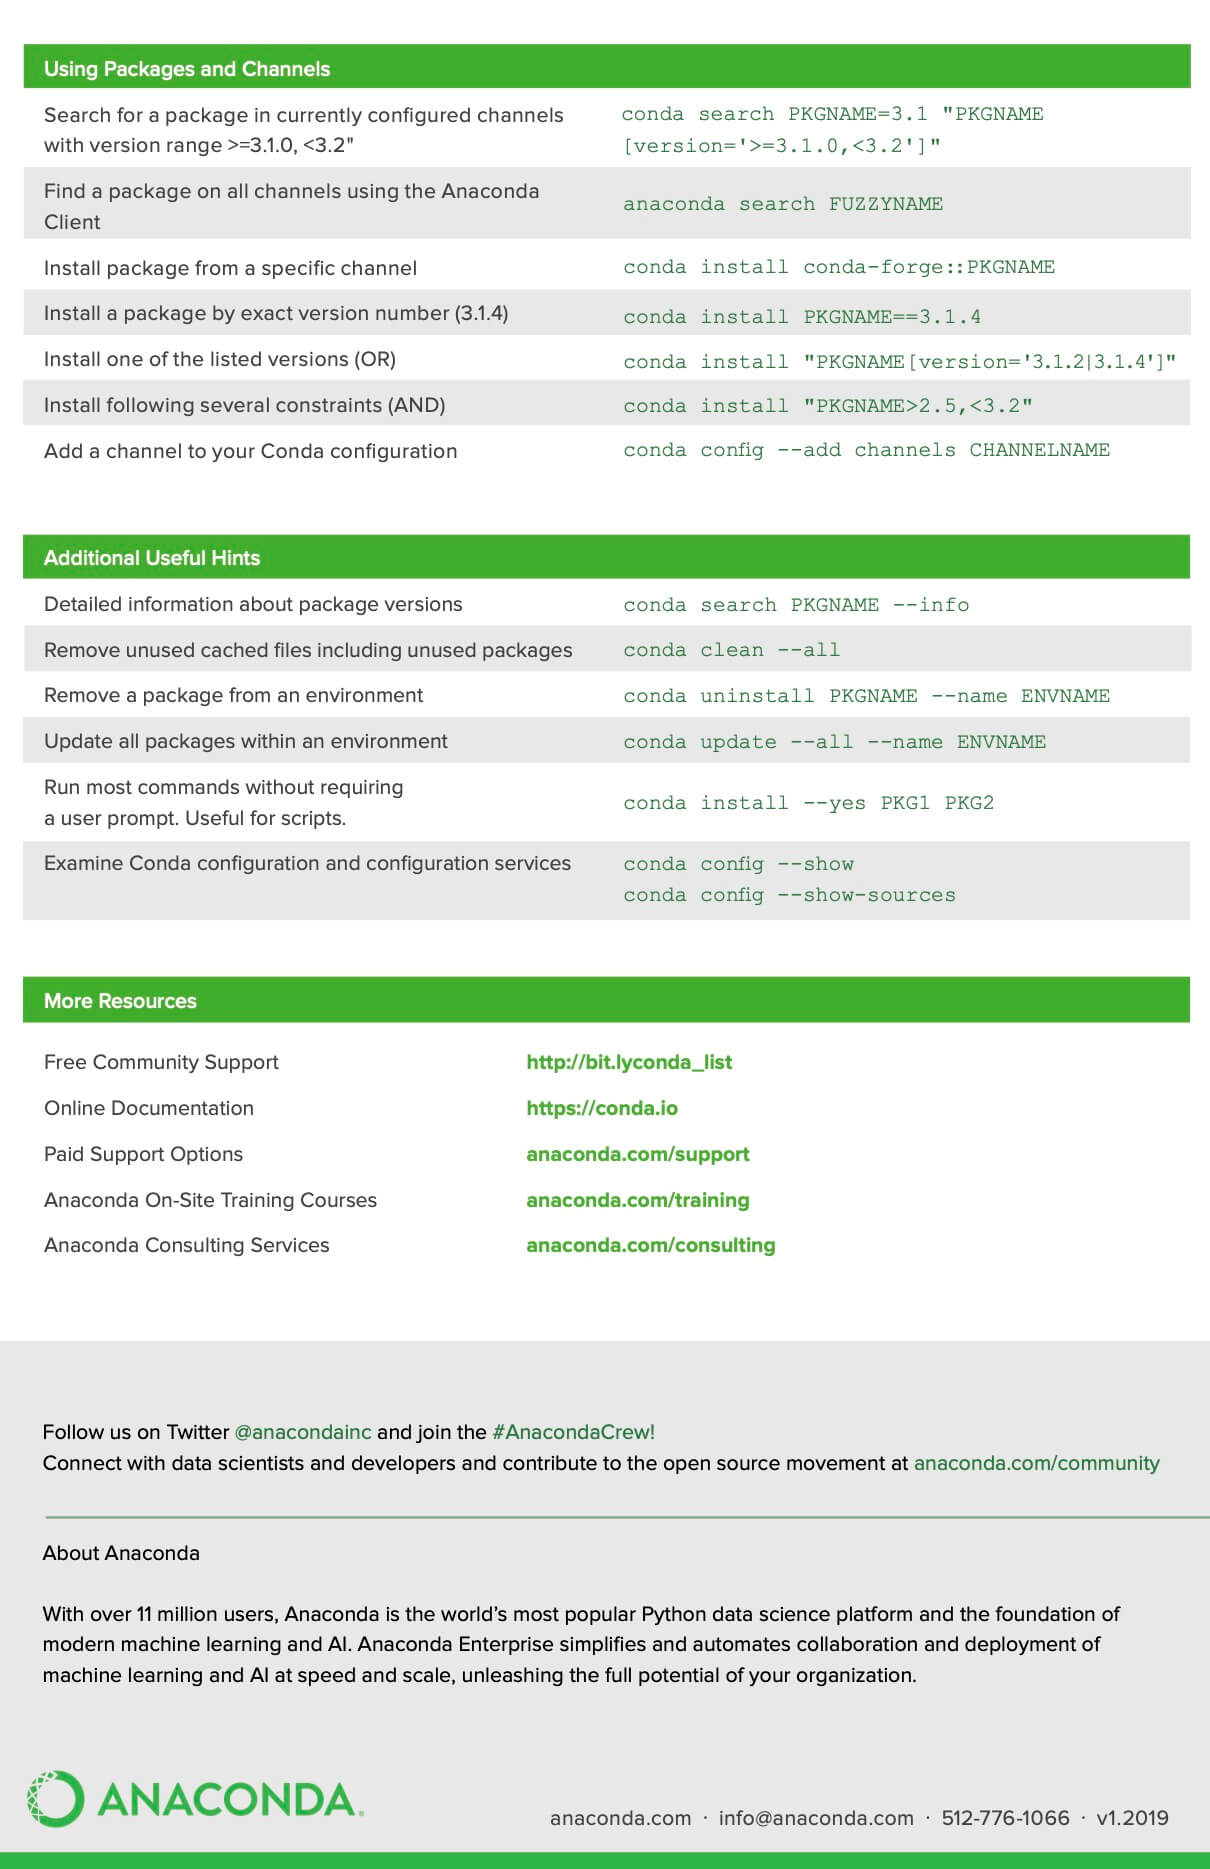 Using Packages and Channels
Search for a package in currently configured channels
with version range >=3.1.0, <3.2"
conda search PKGNAME=3.1 "PKGNAME
[version='>=3.1.0,<3.2']"
Find a package on all channels using the Anaconda
Client
anaconda search FUZZYNAME
Install package from a specific channel
conda install conda-forge::PKGNAME
Install a package by exact version number (3.1.4)
conda install PKGNAME==3.1.4
Install one of the listed versions (OR)
conda install "PKGNAME[version='3.1.2|3.1.4']"
Install following several constraints (AND)
conda install "PKGNAME>2.5,<3.2"
Add a channel to your Conda configuration
conda config --add channels CHANNELNAME
Additional Useful Hints
Detailed information about package versions
conda search PKGNAME --info
Remove unused cached files including unused packages
conda clean --all
Remove a package from an environment
conda uninstall PKGNAME --name ENVNAME
Update all packages within an environment
conda update --all --name ENVNAME
Run most commands without requiring
a user prompt. Useful for scripts.
conda install --yes PKG1 PKG2
Examine Conda configuration and configuration services
conda config --show
conda config --show-sources
More Resources
Free Community Support
http://bit.lyconda_list
Online Documentation
https://conda.io
Paid Support Options
anaconda.com/support
Anaconda On-Site Training Courses
anaconda.com/training
Anaconda Consulting Services
anaconda.com/consulting
Follow us on Twitter @anacondainc and join the #AnacondaCrew!
Connect with data scientists and developers and contribute to the open source movement at anaconda.com/community
About Anaconda
With over 11 million users, Anaconda is the world’s most popular Python data science platform and the foundation of
modern machine learning and AI. Anaconda Enterprise simplifies and automates collaboration and deployment of
machine learning and AI at speed and scale, unleashing the full potential of your organization.
ANACONDA.
anaconda.com · info@anaconda.com · 512-776-1066 · v1.2019